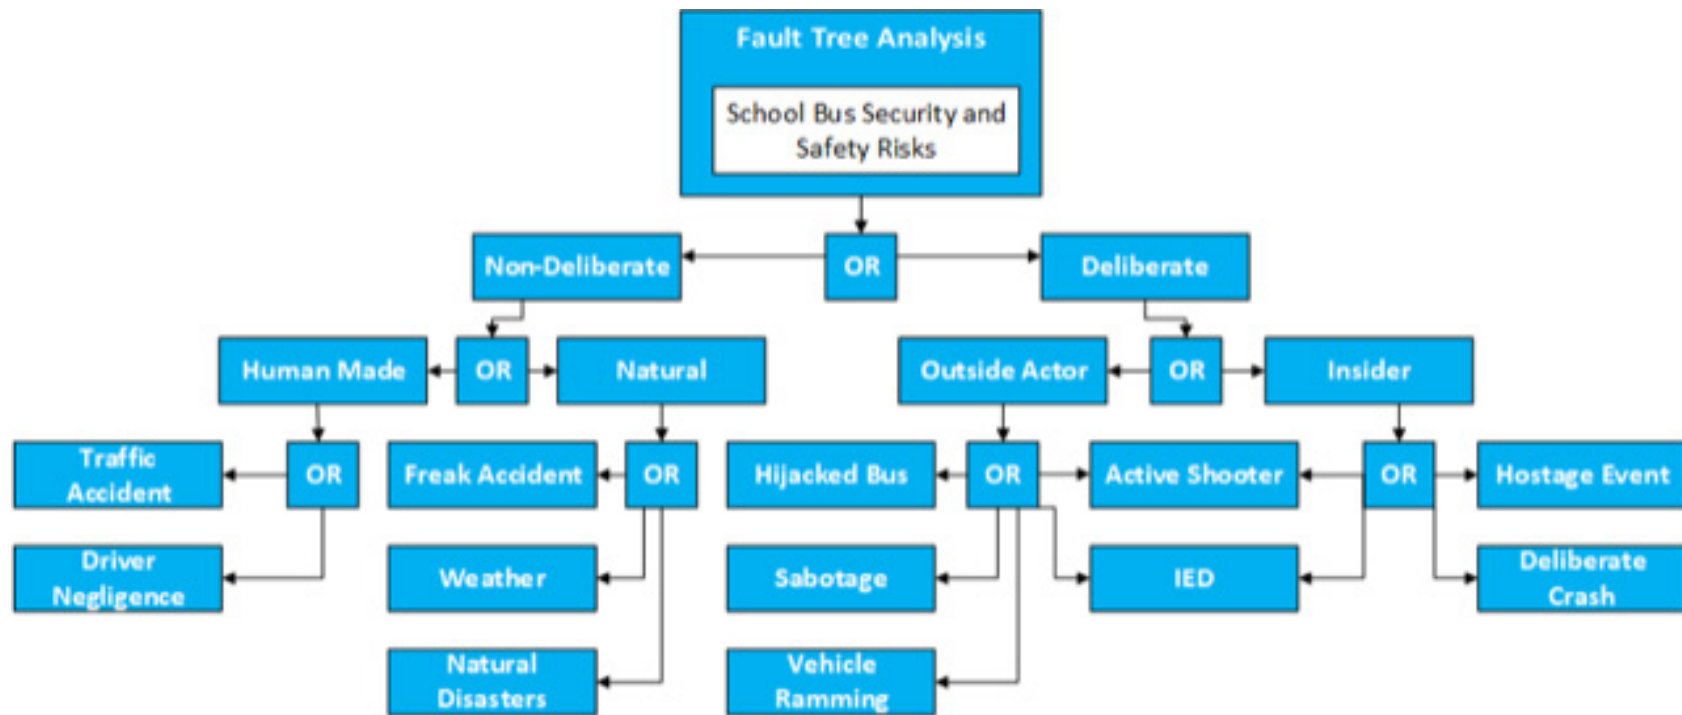 Fault Tree Analysis
School Bus Security and
Safety Risks
Non-Deliberate
OR
Deliberate
Human Made
OR
Natural
Outside Actor
OR
Insider
Traffic
Accident
OR
Freak Accident
OR
Hijacked Bus
OR
Active Shooter
OR
Hostage Event
Driver
Negligence
Weather
Sabotage
IED
Deliberate
Crash
Natural
Disasters
Vehicle
Ramming